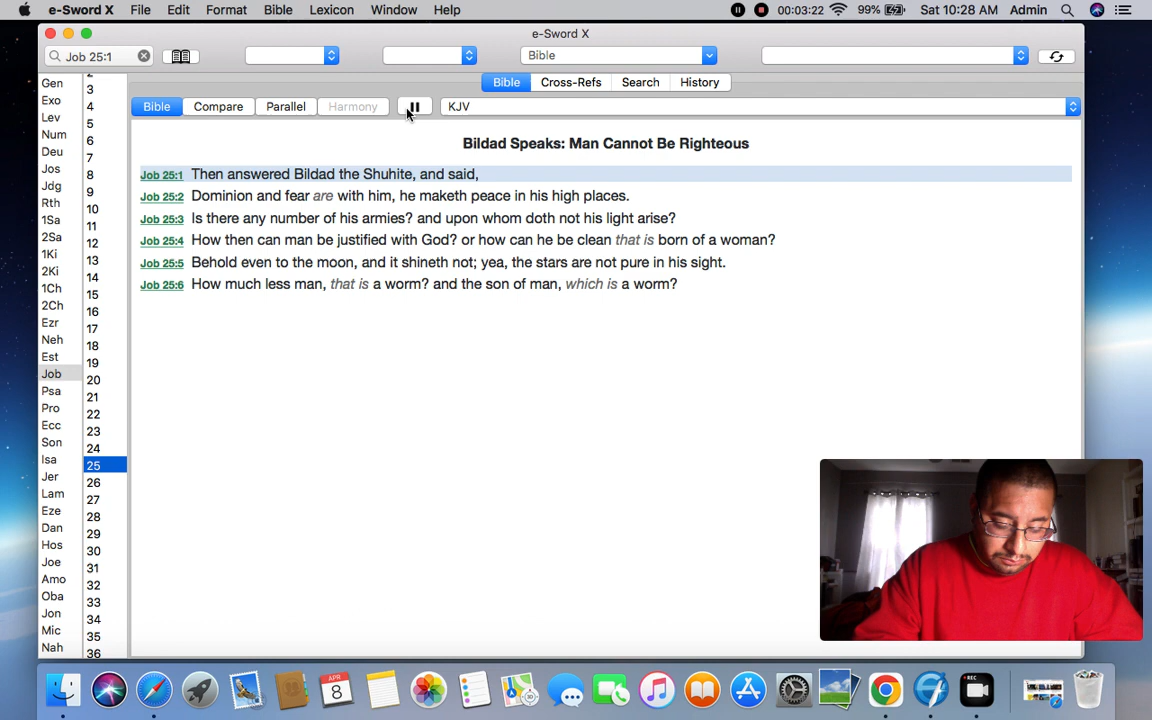 e-Sword X File Edit Format Bible Lexicon Window Help 00:03:22 99% Sat 10:28 AM Admin
e-Sword X
Job 25:1 Bible
Bible Cross-Refs Search History
Bible Compare Parallel Harmony KJV
Gen
Exo
Lev
Num
Deu
Jos
Jdg
Rth
1Sa
2Sa
1Ki
2Ki
1Ch
2Ch
Ezr
Neh
Est
Job
Psa
Pro
Ecc
Son
Isa
Jer
Lam
Eze
Dan
Hos
Joe
Amo
Oba
Jon
Mic
Nah
3
4
5
6
7
8
9
10
11
12
13
14
15
16
17
18
19
20
21
22
23
24
25
26
27
28
29
30
31
32
33
34
35
36
Bildad Speaks: Man Cannot Be Righteous
Job 25:1 Then answered Bildad the Shuhite, and said,
Job 25:2 Dominion and fear are with him, he maketh peace in his high places.
Job 25:3 Is there any number of his armies? and upon whom doth not his light arise?
Job 25:4 How then can man be justified with God? or how can he be clean that is born of a woman?
Job 25:5 Behold even to the moon, and it shineth not; yea, the stars are not pure in his sight.
Job 25:6 How much less man, that is a worm? and the son of man, which is a worm?
APR
8
REC